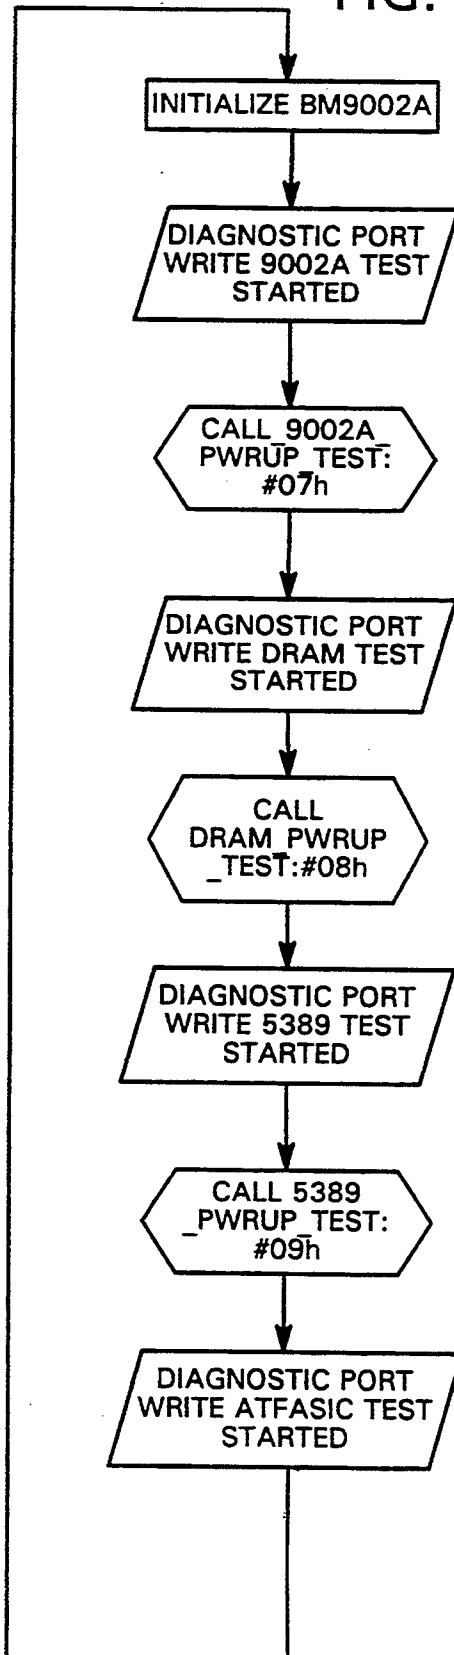 FIG.
INITIALIZE BM9002A
DIAGNOSTIC PORT
WRITE 9002A TEST
STARTED
CALL_9002A_
PWRUP_TEST:
#07h
DIAGNOSTIC PORT
WRITE DRAM TEST
STARTED
CALL
DRAM_PWRUP
_TEST:#08h
DIAGNOSTIC PORT
WRITE 5389 TEST
STARTED
CALL 5389
_PWRUP_TEST:
#09h
DIAGNOSTIC PORT
WRITE ATFASIC TEST
STARTED